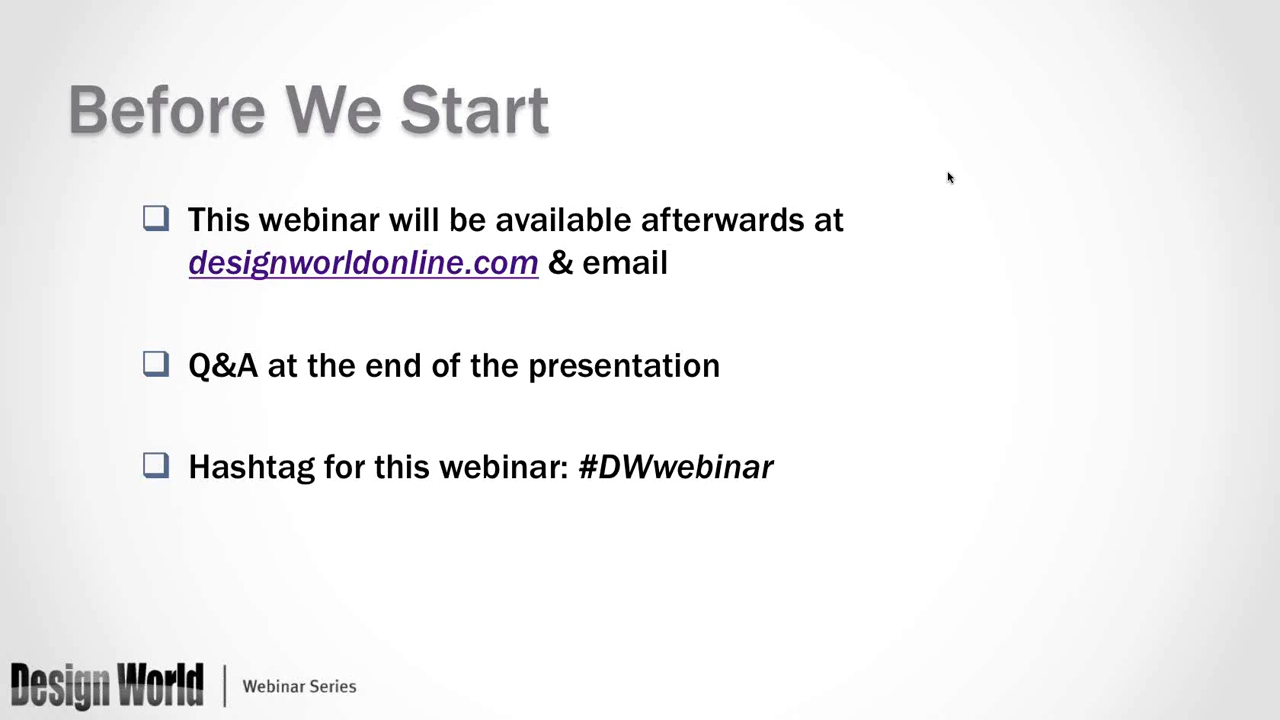 Before We Start
This webinar will be available afterwards at
designworldonline.com & email
Q&A at the end of the presentation
Hashtag for this webinar: #DWwebinar
Design World | Webinar Series